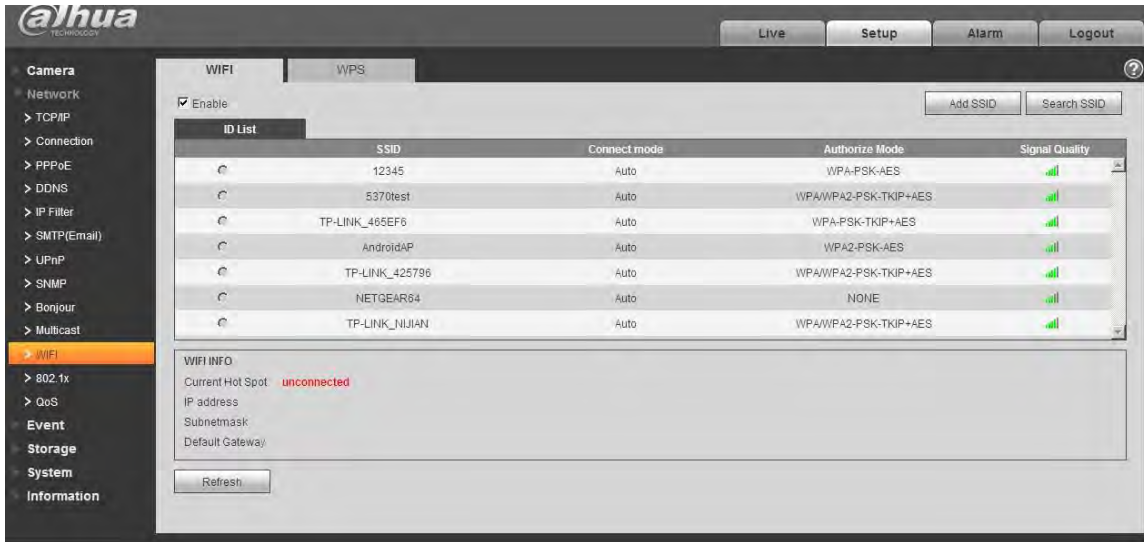 alhua
TECHNOLOGY
Live Setup Alarm Logout
Camera
Network
> TCP/IP
> Connection
> PPPoE
> DDNS
> IP Filter
> SMTP(Email)
> UPnP
> SNMP
> Bonjour
> Multicast
> WIFI
> 802.1x
> QoS
Event
Storage
System
Information
WIFI WPS
Enable Add SSID Search SSID
ID List
SSID Connect mode Authorize Mode Signal Quality
12345 Auto WPA-PSK-AES
5370test Auto WPA/WPA2-PSK-TKIP+AES
TP-LINK_465EF6 Auto WPA-PSK-TKIP+AES
AndroidAP Auto WPA2-PSK-AES
TP-LINK_425796 Auto WPA/WPA2-PSK-TKIP+AES
NETGEAR64 Auto NONE
TP-LINK_NIJIAN Auto WPA/WPA2-PSK-TKIP+AES
WIFI INFO
Current Hot Spot unconnected
IP address
Subnetmask
Default Gateway
Refresh